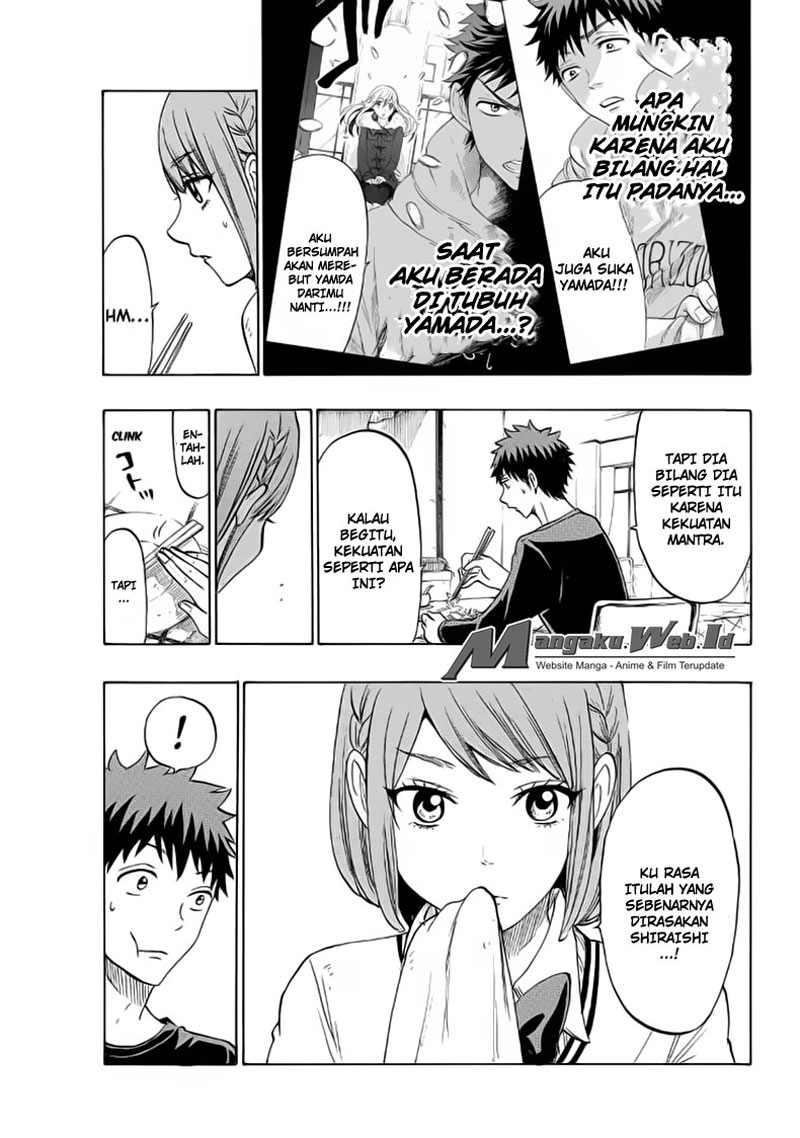 APA
MUNGKIN
KARENA AKU
BILANG HAL
ITU PADANYA...
AKU
JUGA SUKA
YAMADA!!!
SAAT
AKU BERADA
DI TUBUH
YAMADA...?
AKU
BERSUMPAH
AKAN MERE-
BUT YAMDA
DARIMU
NANTI...!!!
HM...
TAPI DIA
BILANG DIA
SEPERTI ITU
KARENA
KEKUATAN
MANTRA.
KALAU
BEGITU,
KEKUATAN
SEPERTI APA
INI?
EN-
TAH-
LAH.
CLINK
コトッ
TAPI
...
Mangaku.Web.Id
Website Manga - Anime & Film Terupdate
KU RASA
ITULAH YANG
SEBENARNYA
DIRASAKAN
SHIRAISHI
...!
!